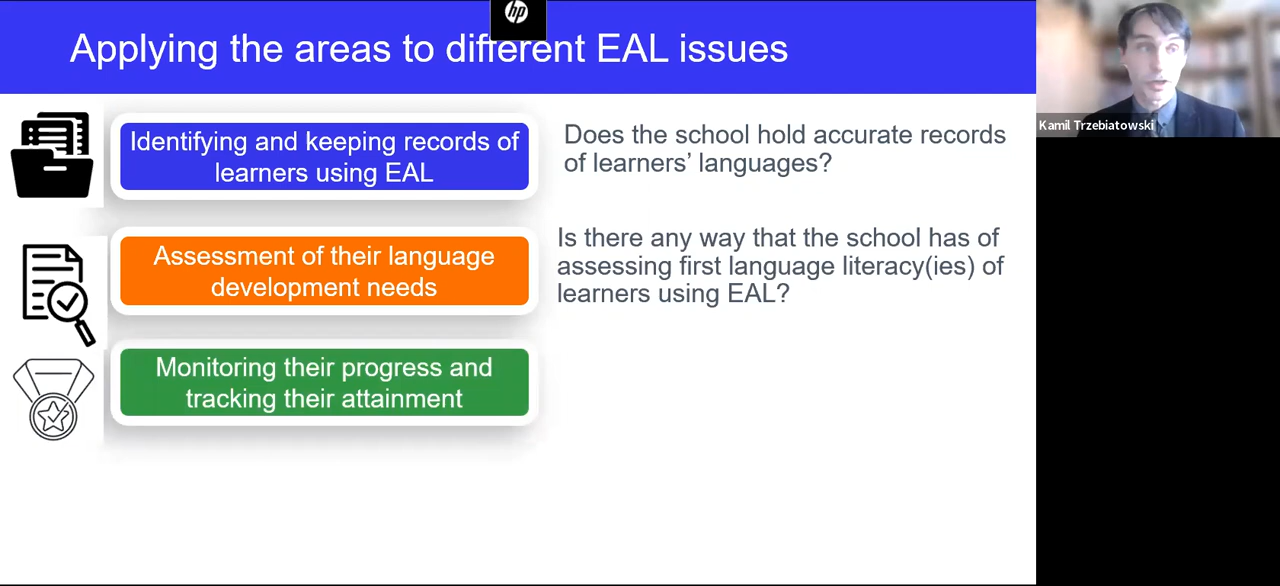 hp
Applying the areas to different EAL issues
Kamil Trzebiatowski
Identifying and keeping records of
learners using EAL
Does the school hold accurate records
of learners’ languages?
Assessment of their language
development needs
Is there any way that the school has of
assessing first language literacy(ies) of
learners using EAL?
Monitoring their progress and
tracking their attainment